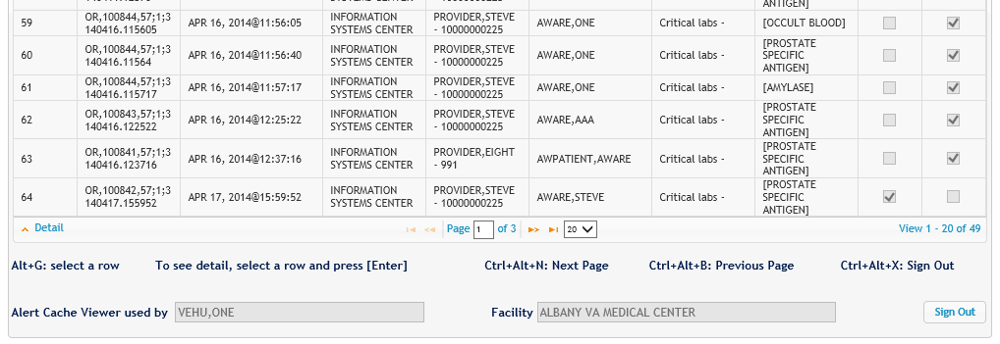 ANTIGEN]
59 OR,100844,57;1;3 APR 16, 2014@11:56:05 INFORMATION PROVIDER,STEVE AWARE,ONE Critical labs - [OCCULT BLOOD]
140416.115605 SYSTEMS CENTER - 10000000225
[PROSTATE
60 OR,100844,57;1;3 APR 16, 2014@11:56:40 INFORMATION PROVIDER,STEVE AWARE,ONE Critical labs - SPECIFIC
140416.11564 SYSTEMS CENTER - 10000000225 ANTIGEN]
61 OR,100844,57;1;3 APR 16, 2014@11:57:17 INFORMATION PROVIDER,STEVE AWARE,ONE Critical labs - [AMYLASE]
140416.115717 SYSTEMS CENTER - 10000000225
[PROSTATE
62 OR,100843,57;1;3 APR 16, 2014@12:25:22 INFORMATION PROVIDER,STEVE AWARE,AAA Critical labs - SPECIFIC
140416.122522 SYSTEMS CENTER - 10000000225 ANTIGEN]
[PROSTATE
63 OR,100841,57;1;3 APR 16, 2014@12:37:16 INFORMATION PROVIDER,EIGHT AWPATIENT,AWARE Critical labs - SPECIFIC
140416.123716 SYSTEMS CENTER - 991 ANTIGEN]
[PROSTATE
64 OR,100842,57;1;3 APR 17, 2014@15:59:52 INFORMATION PROVIDER,STEVE AWARE,STEVE Critical labs - SPECIFIC
140417.155952 SYSTEMS CENTER - 10000000225 ANTIGEN]
Detail Page 1 of 3 20 View 1 - 20 of 49
Alt+G: select a row To see detail, select a row and press [Enter] Ctrl+Alt+N: Next Page Ctrl+Alt+B: Previous Page Ctrl+Alt+X: Sign Out
Alert Cache Viewer used by VEHU,ONE Facility ALBANY VA MEDICAL CENTER Sign Out